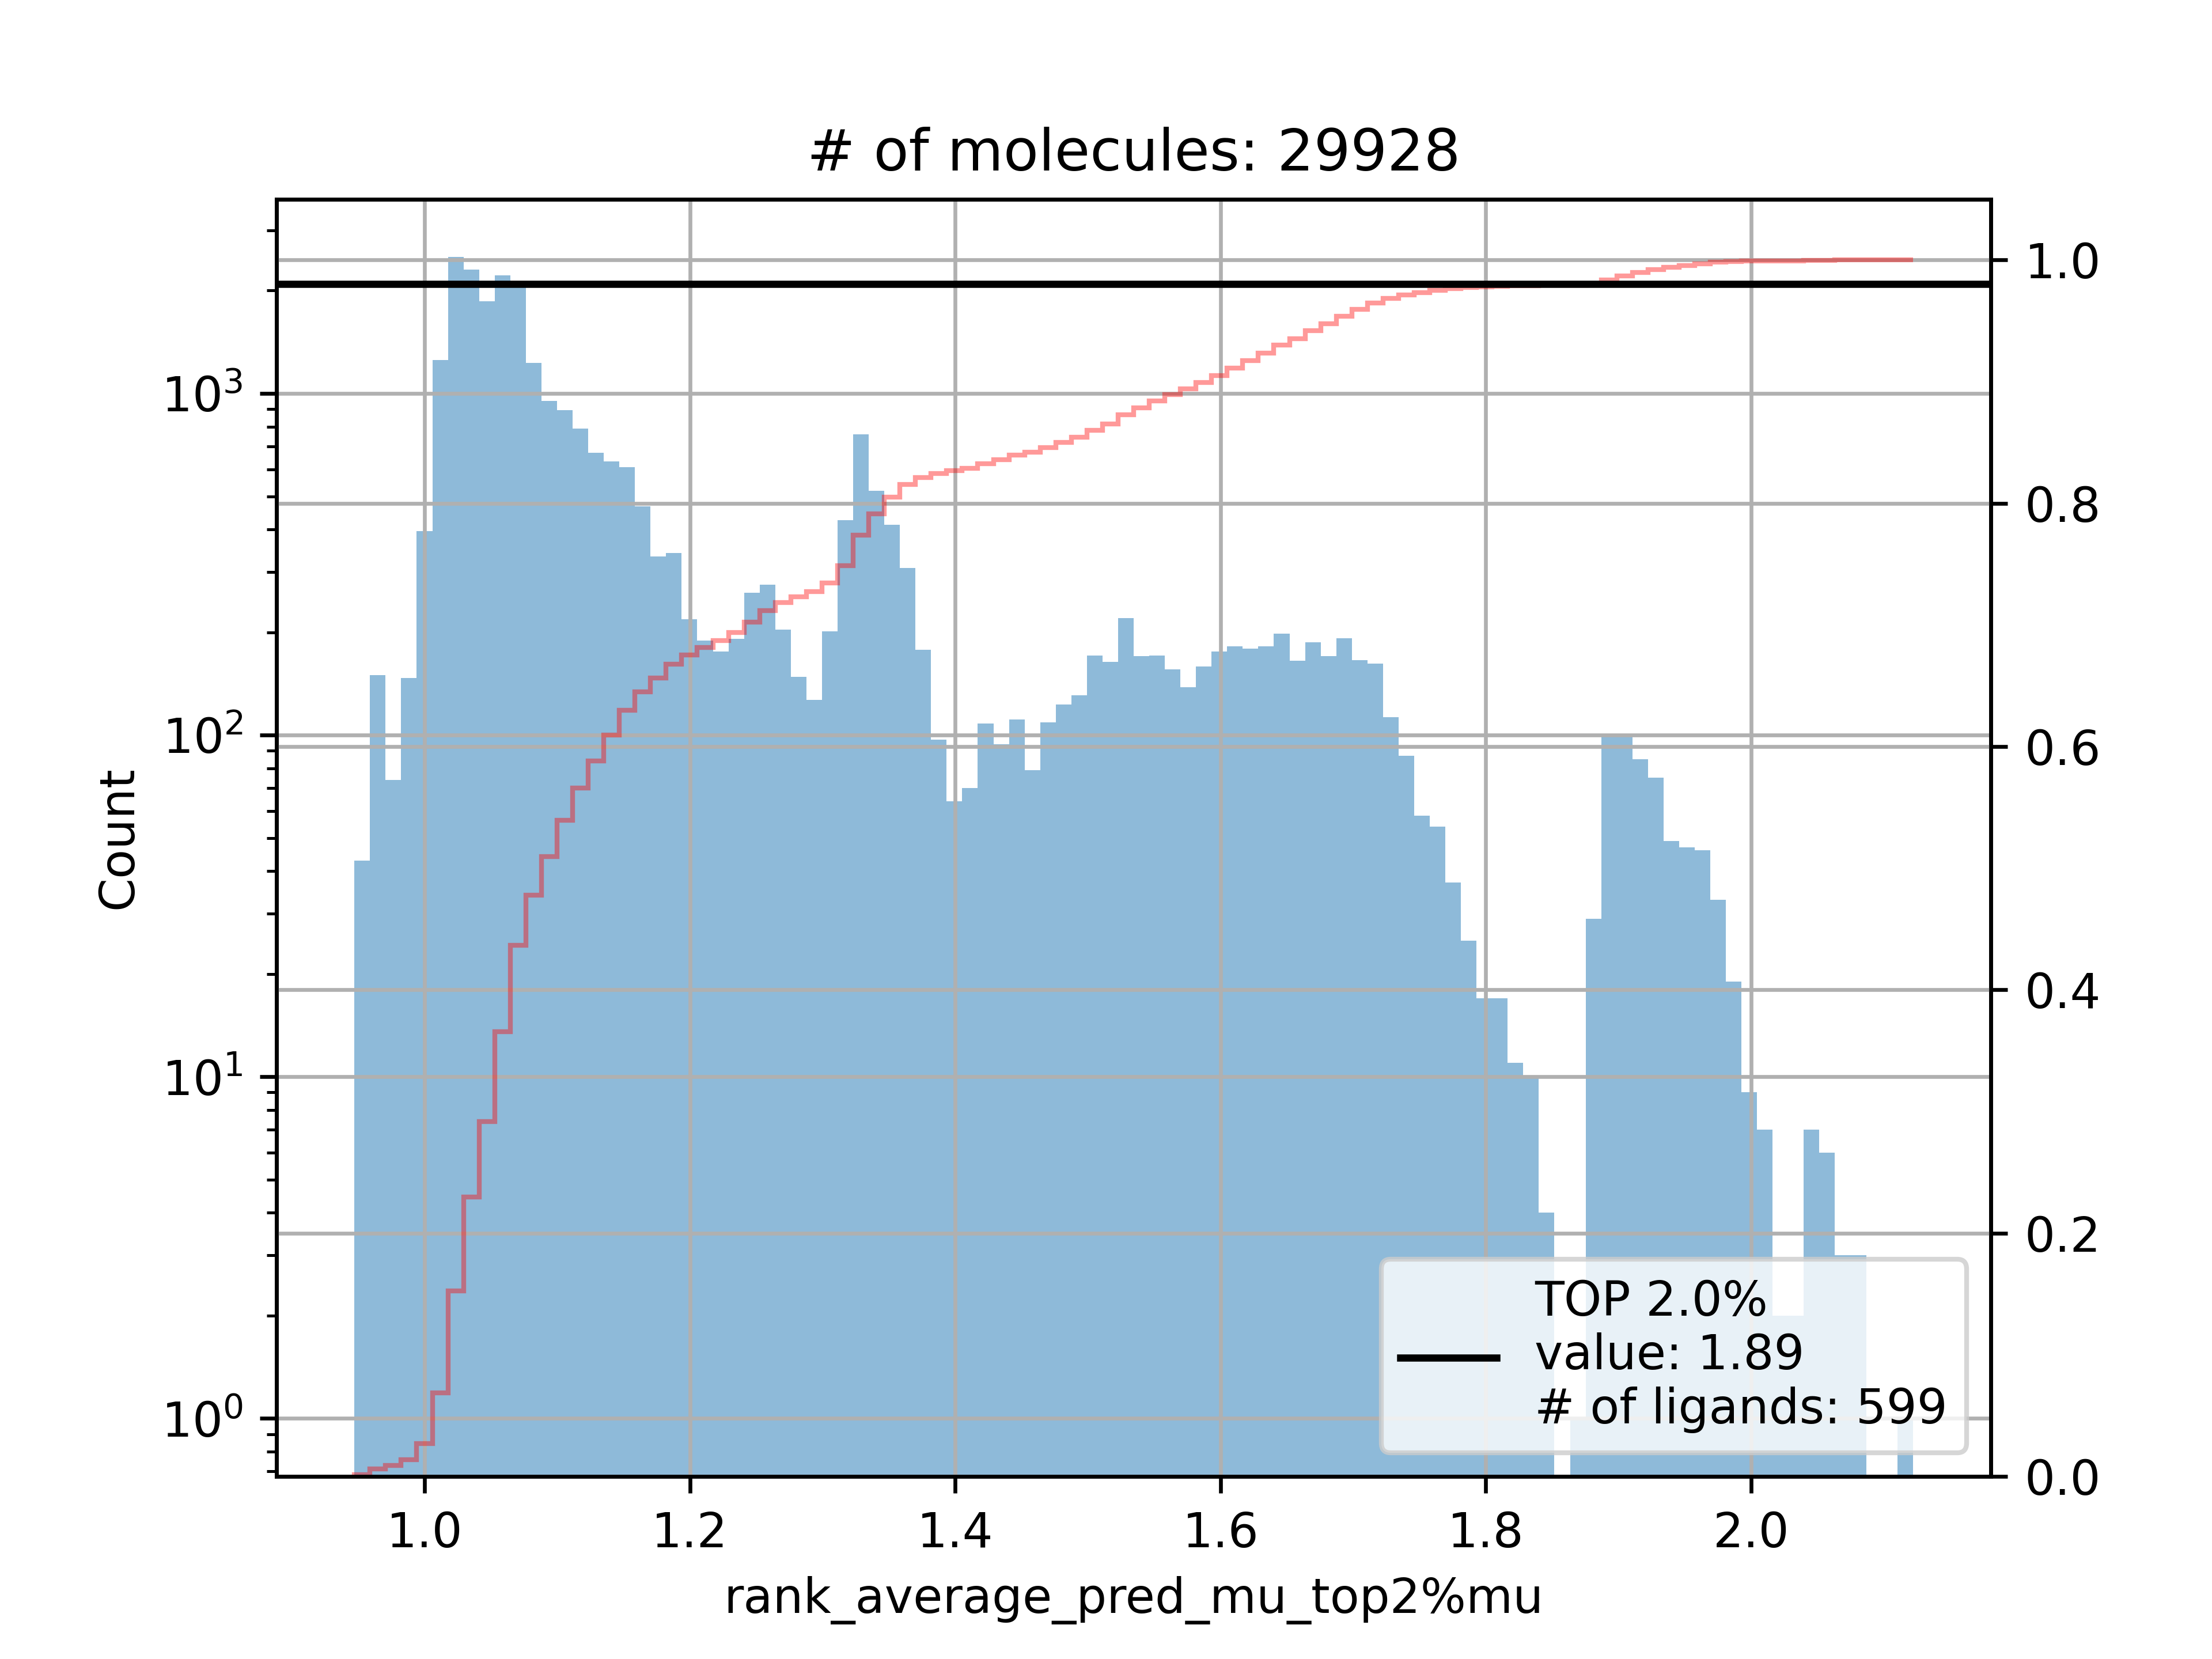 # of molecules: 29928
10³
10²
10¹
10⁰
Count
1.0
0.8
0.6
0.4
0.2
0.0
TOP 2.0%
value: 1.89
# of ligands: 599
1.0 1.2 1.4 1.6 1.8 2.0
rank_average_pred_mu_top2%mu